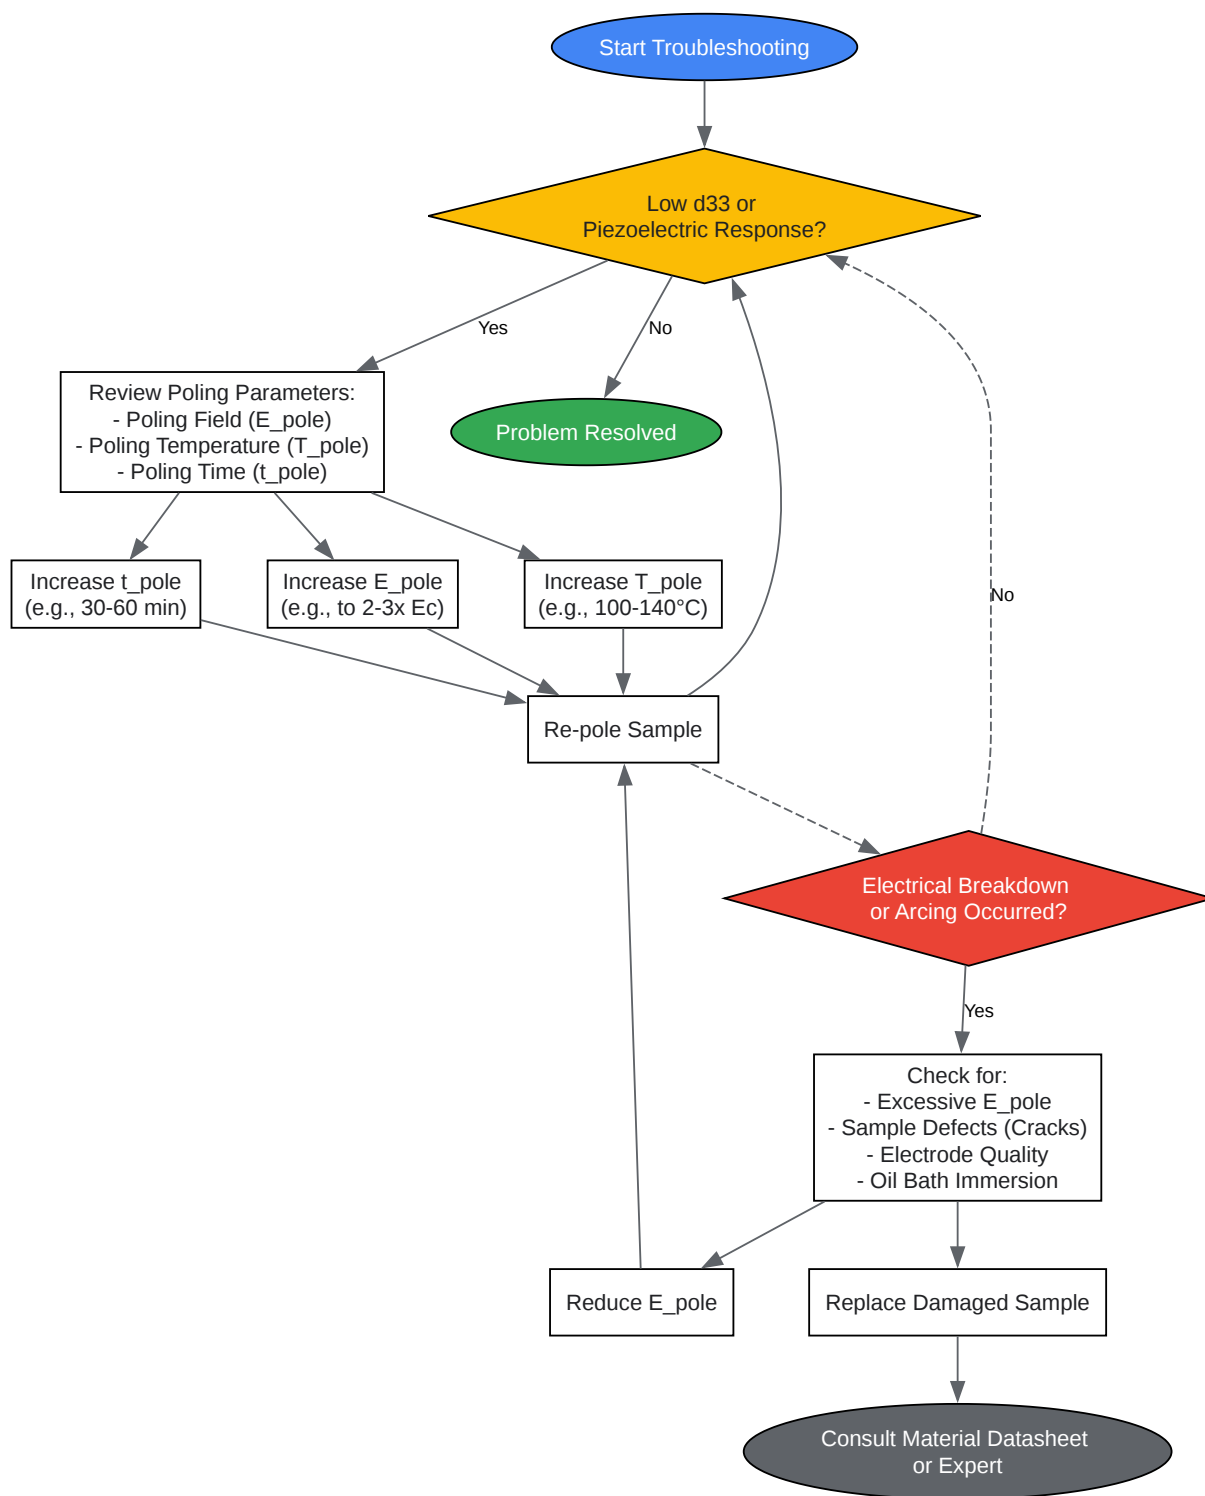 Start Troubleshooting
Low d33 or
Piezoelectric Response?
Yes
No
Review Poling Parameters:
- Poling Field (E_pole)
- Poling Temperature (T_pole)
- Poling Time (t_pole)
Problem Resolved
Increase t_pole
(e.g., 30-60 min)
Increase E_pole
(e.g., to 2-3x Ec)
Increase T_pole
(e.g., 100-140°C)
No
Re-pole Sample
Electrical Breakdown
or Arcing Occurred?
Yes
Check for:
- Excessive E_pole
- Sample Defects (Cracks)
- Electrode Quality
- Oil Bath Immersion
Reduce E_pole
Replace Damaged Sample
Consult Material Datasheet
or Expert